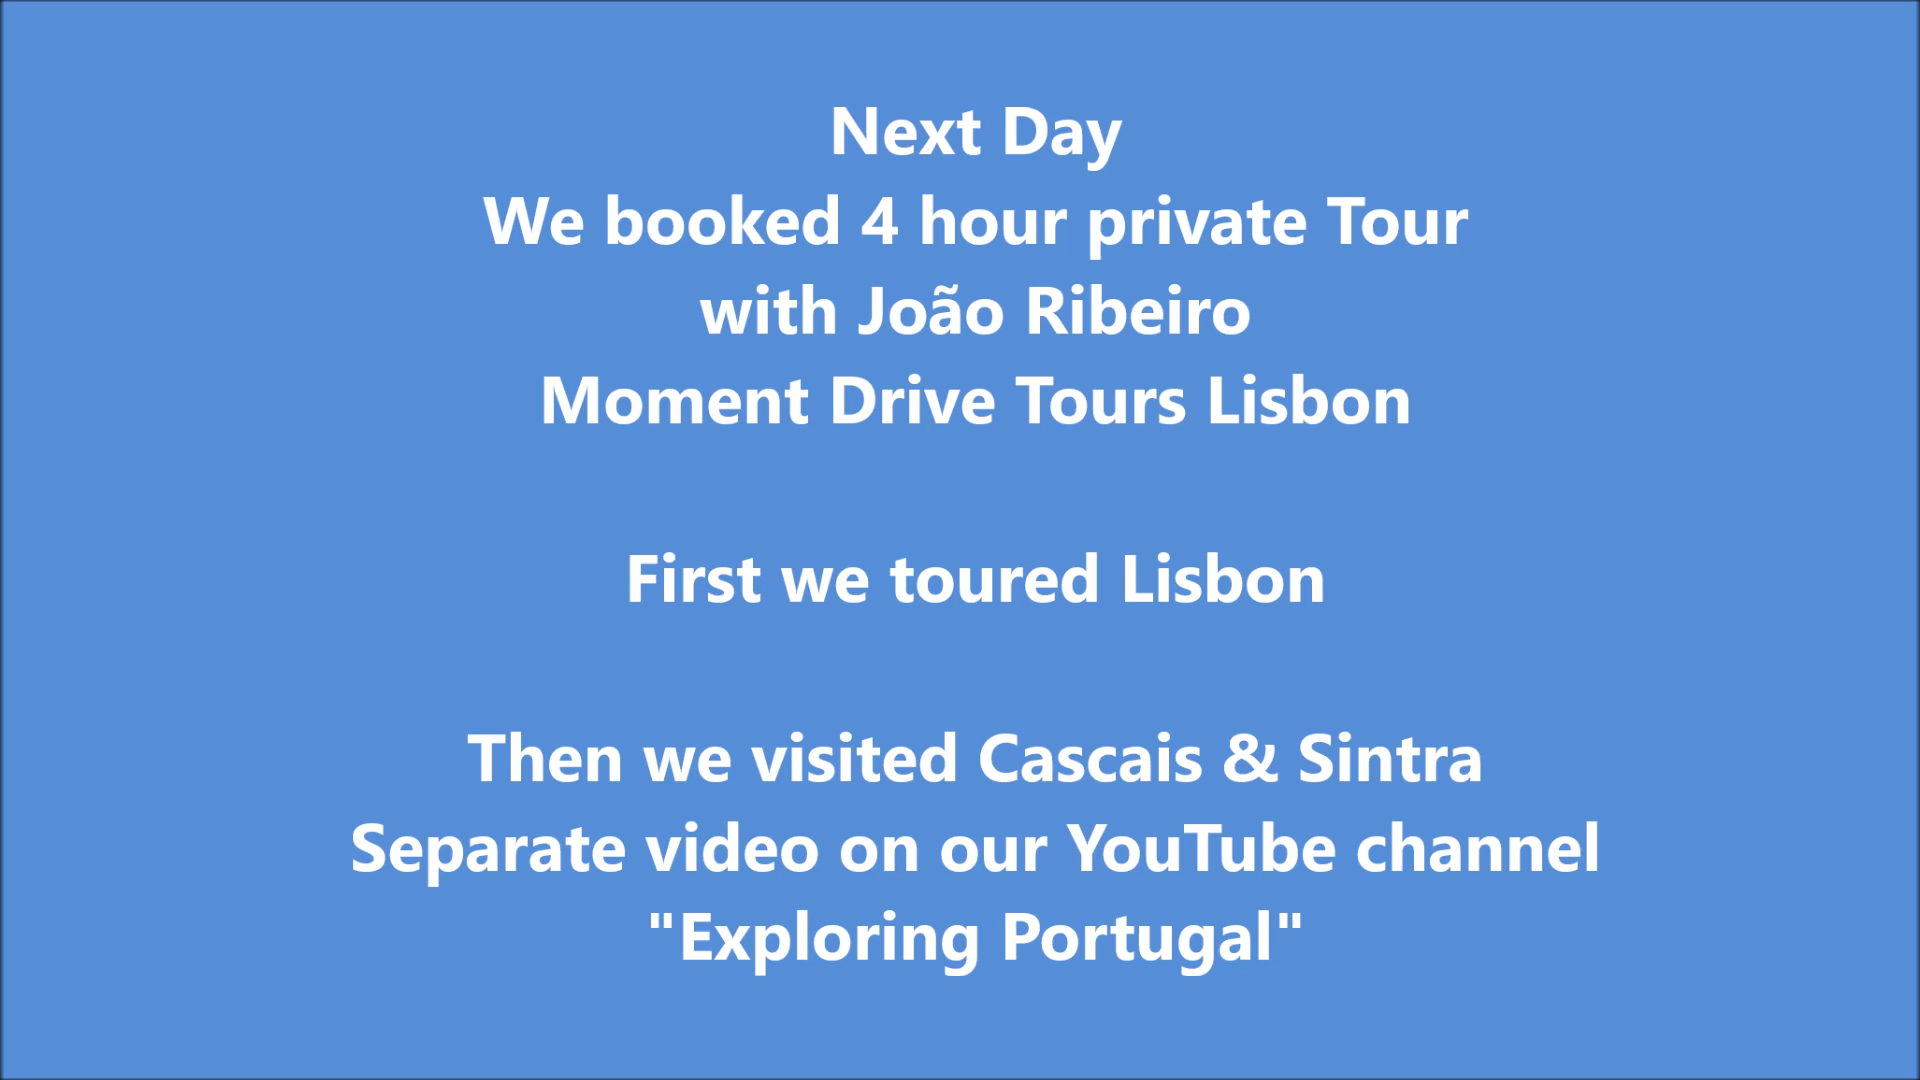 Next Day
We booked 4 hour private Tour
with João Ribeiro
Moment Drive Tours Lisbon
First we toured Lisbon
Then we visited Cascais & Sintra
Separate video on our YouTube channel
"Exploring Portugal"